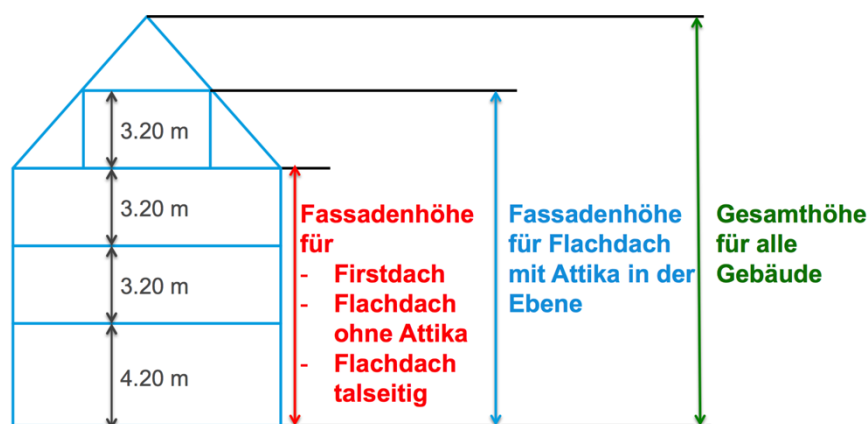 3.20 m
3.20 m
3.20 m
4.20 m
Fassadenhöhe
für
- Firstdach
- Flachdach
ohne Attika
- Flachdach
talseitig
Fassadenhöhe
für Flachdach
mit Attika in der
Ebene
Gesamthöhe
für alle
Gebäude